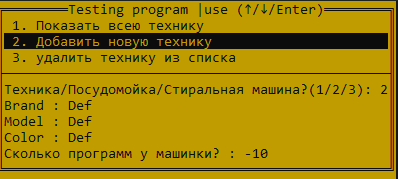 Testing program |use (↑/↓/Enter)
1. Показать всею технику
2. Добавить новую технику
3. удалить технику из списка
Техника/Посудомойка/Стиральная машина?(1/2/3): 2
Brand : Def
Model : Def
Color : Def
Сколько программ у машинки? : -10